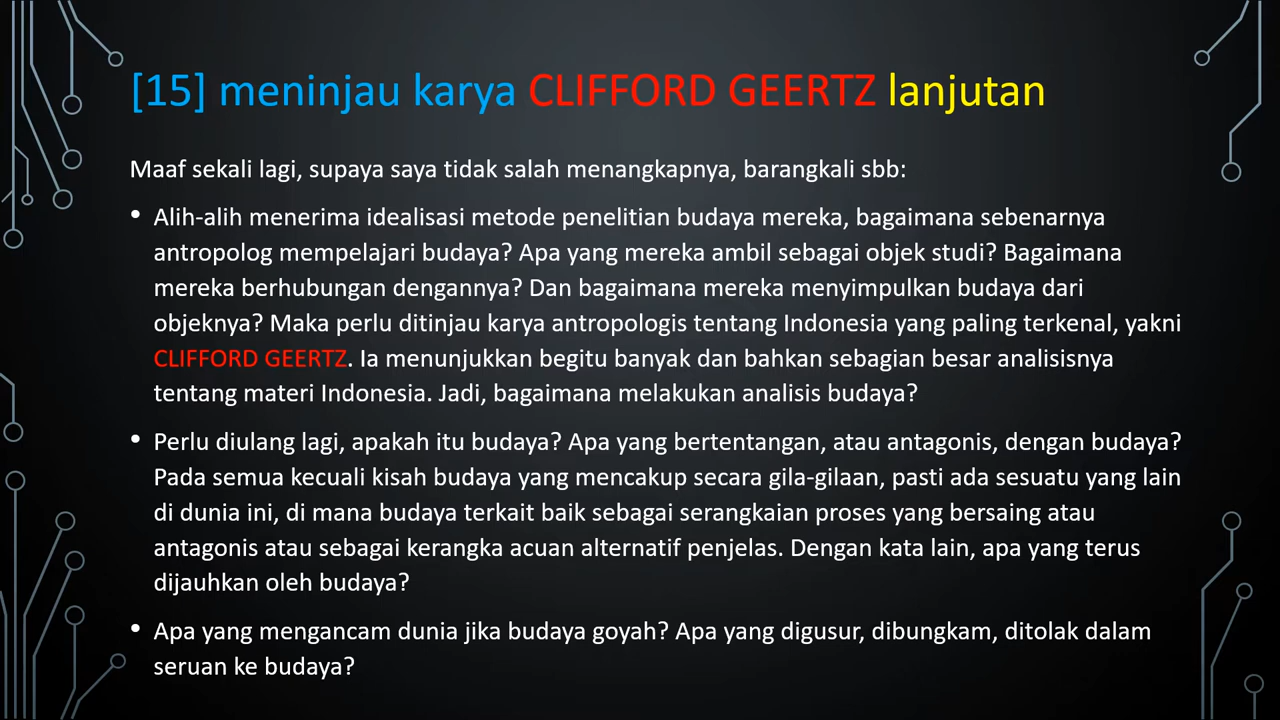 [15] meninjau karya CLIFFORD GEERTZ lanjutan
Maaf sekali lagi, supaya saya tidak salah menangkapnya, barangkali sbb:
• Alih-alih menerima idealisasi metode penelitian budaya mereka, bagaimana sebenarnya
antropolog mempelajari budaya? Apa yang mereka ambil sebagai objek studi? Bagaimana
mereka berhubungan dengannya? Dan bagaimana mereka menyimpulkan budaya dari
objeknya? Maka perlu ditinjau karya antropologis tentang Indonesia yang paling terkenal, yakni
CLIFFORD GEERTZ. Ia menunjukkan begitu banyak dan bahkan sebagian besar analisisnya
tentang materi Indonesia. Jadi, bagaimana melakukan analisis budaya?
• Perlu diulang lagi, apakah itu budaya? Apa yang bertentangan, atau antagonis, dengan budaya?
Pada semua kecuali kisah budaya yang mencakup secara gila-gilaan, pasti ada sesuatu yang lain
di dunia ini, di mana budaya terkait baik sebagai serangkaian proses yang bersaing atau
antagonis atau sebagai kerangka acuan alternatif penjelas. Dengan kata lain, apa yang terus
dijauhkan oleh budaya?
• Apa yang mengancam dunia jika budaya goyah? Apa yang digusur, dibungkam, ditolak dalam
seruan ke budaya?